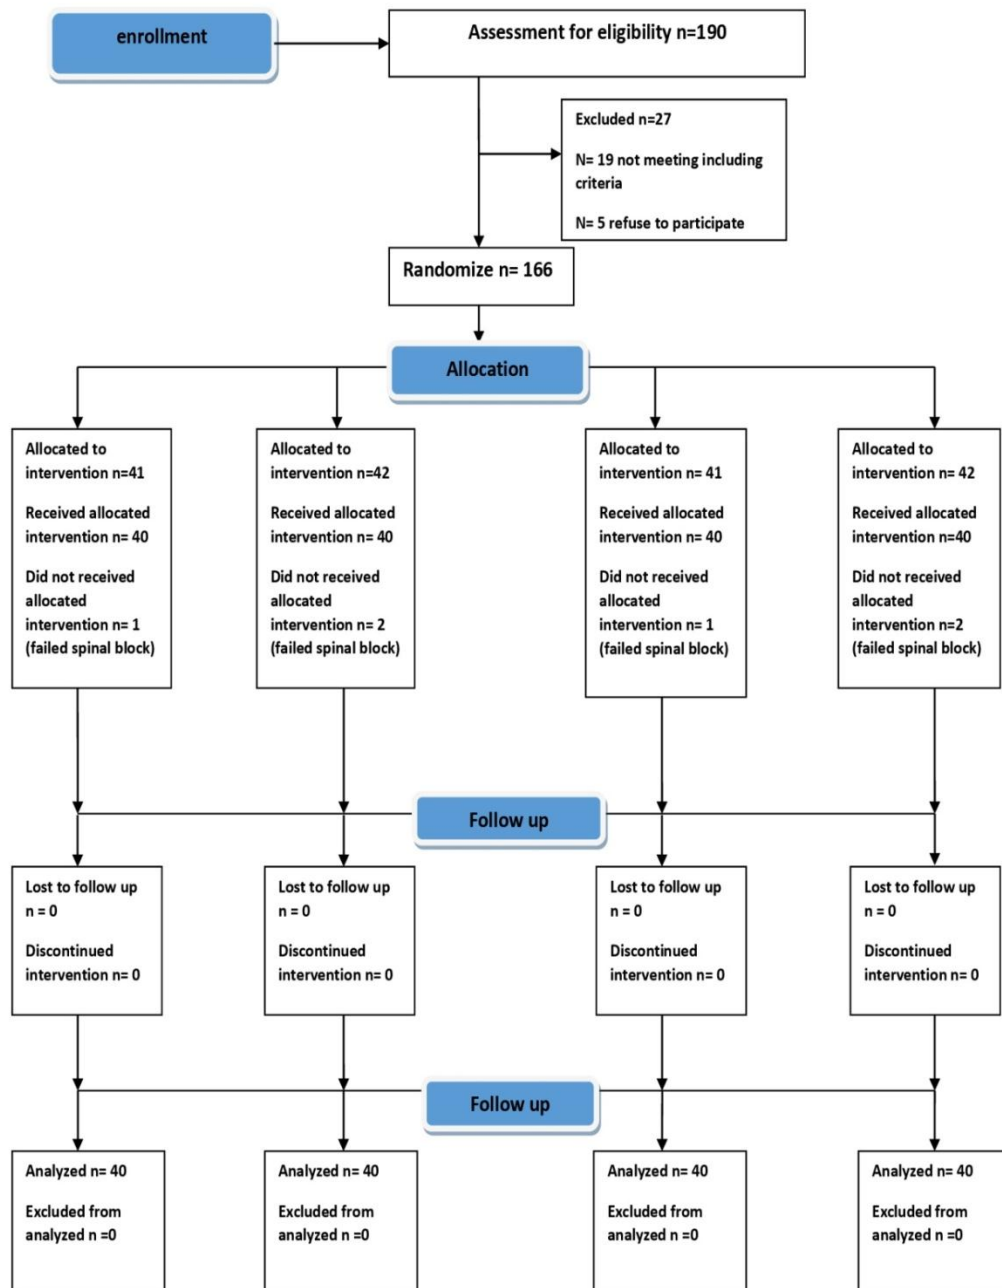 enrollment
Assessment for eligibility n=190
Excluded n=27
N= 19 not meeting including
criteria
N= 5 refuse to participate
Randomize n= 166
Allocation
Allocated to
intervention n=41
Received allocated
intervention n= 40
Did not received
allocated
intervention n= 1
(failed spinal block)
Allocated to
intervention n=42
Received allocated
intervention n= 40
Did not received
allocated
intervention n= 2
(failed spinal block)
Allocated to
intervention n= 41
Received allocated
intervention n= 40
Did not received
allocated
intervention n= 1
(failed spinal block)
Allocated to
intervention n= 42
Received allocated
intervention n=40
Did not received
allocated
intervention n=2
(failed spinal block)
Follow up
Lost to follow up
n = 0
Discontinued
intervention n= 0
Lost to follow up
n = 0
Discontinued
intervention n= 0
Lost to follow up
n = 0
Discontinued
intervention n= 0
Lost to follow up
n = 0
Discontinued
intervention n= 0
Follow up
Analyzed n= 40
Excluded from
analyzed n =0
Analyzed n= 40
Excluded from
analyzed n =0
Analyzed n= 40
Excluded from
analyzed n =0
Analyzed n= 40
Excluded from
analyzed n =0